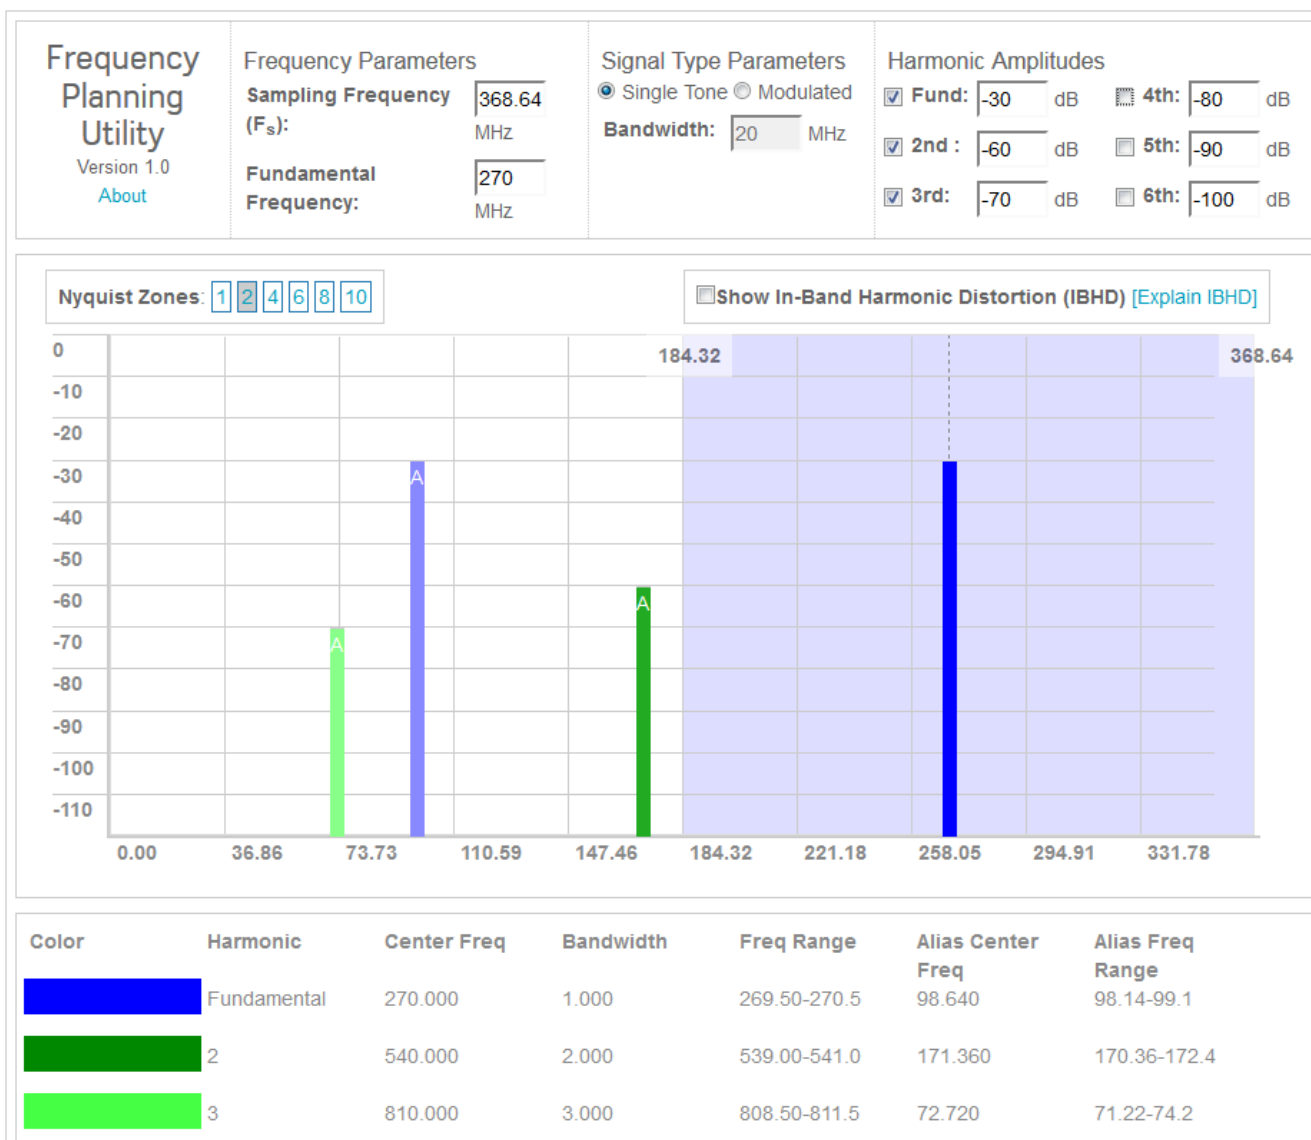 Frequency
Planning
Utility
Version 1.0
About
Frequency Parameters
Sampling Frequency
(Fs):
368.64
MHz
Fundamental
Frequency:
270
MHz
Signal Type Parameters
Single Tone Modulated
Bandwidth: 20 MHz
Harmonic Amplitudes
Fund: -30 dB 4th: -80 dB
2nd : -60 dB 5th: -90 dB
3rd: -70 dB 6th: -100 dB
Nyquist Zones: 1 2 4 6 8 10
Show In-Band Harmonic Distortion (IBHD) [Explain IBHD]
184.32 368.64
0
-10
-20
-30
-40
-50
-60
-70
-80
-90
-100
-110
A
A
A
0.00 36.86 73.73 110.59 147.46 184.32 221.18 258.05 294.91 331.78
Color Harmonic Center Freq Bandwidth Freq Range Alias Center Freq Alias Freq Range
Fundamental 270.000 1.000 269.50-270.5 98.640 98.14-99.1
2 540.000 2.000 539.00-541.0 171.360 170.36-172.4
3 810.000 3.000 808.50-811.5 72.720 71.22-74.2